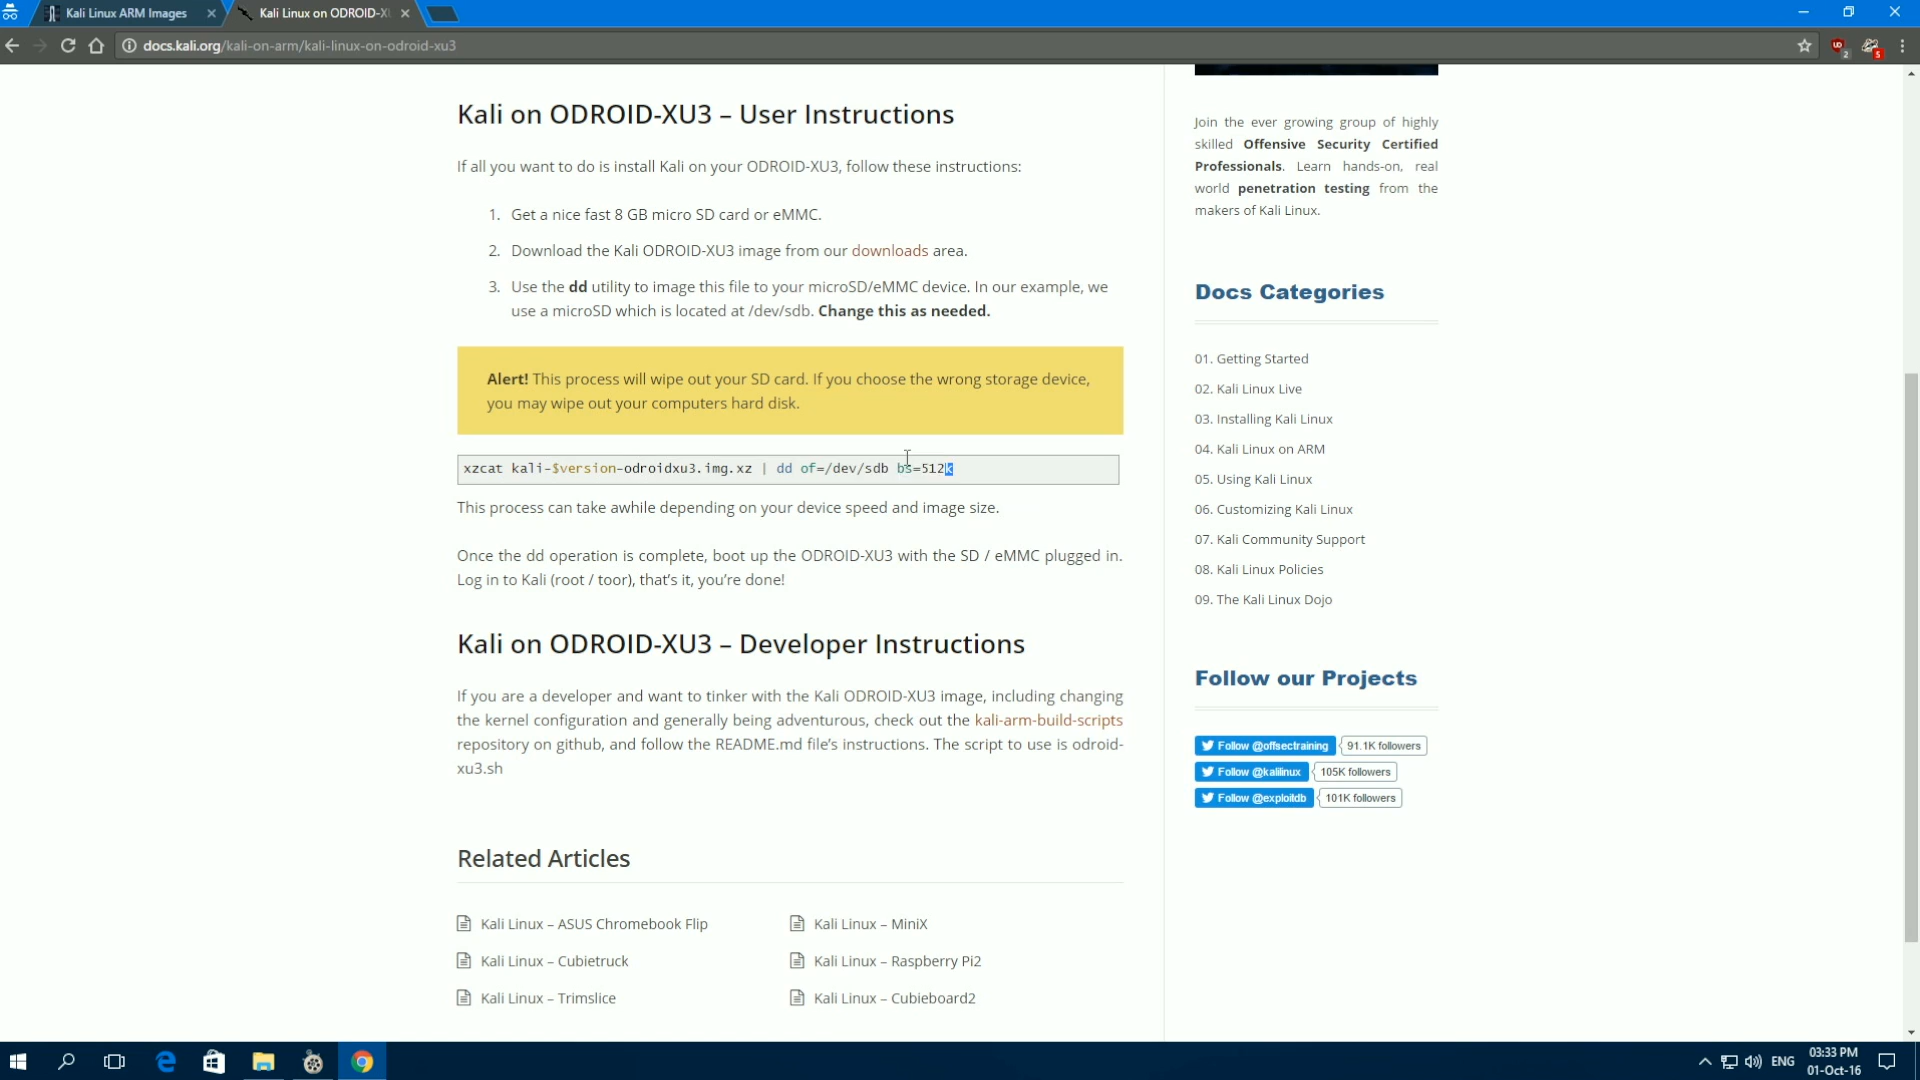 Kali Linux ARM Images
Kali Linux on ODROID-XU
docs.kali.org/kali-on-arm/kali-linux-on-odroid-xu3
2
5
Kali on ODROID-XU3 – User Instructions
If all you want to do is install Kali on your ODROID-XU3, follow these instructions:
1. Get a nice fast 8 GB micro SD card or eMMC.
2. Download the Kali ODROID-XU3 image from our downloads area.
3. Use the dd utility to image this file to your microSD/eMMC device. In our example, we
use a microSD which is located at /dev/sdb. Change this as needed.
Alert! This process will wipe out your SD card. If you choose the wrong storage device,
you may wipe out your computers hard disk.
xzcat kali-$version-odroidxu3.img.xz | dd of=/dev/sdb bs=512k
This process can take awhile depending on your device speed and image size.
Once the dd operation is complete, boot up the ODROID-XU3 with the SD / eMMC plugged in.
Log in to Kali (root / toor), that's it, you're done!
Kali on ODROID-XU3 – Developer Instructions
If you are a developer and want to tinker with the Kali ODROID-XU3 image, including changing
the kernel configuration and generally being adventurous, check out the kali-arm-build-scripts
repository on github, and follow the README.md file's instructions. The script to use is odroid-
xu3.sh
Related Articles
Kali Linux – ASUS Chromebook Flip
Kali Linux – MiniX
Kali Linux – Cubietruck
Kali Linux – Raspberry Pi2
Kali Linux – Trimslice
Kali Linux – Cubieboard2
Join the ever growing group of highly
skilled Offensive Security Certified
Professionals. Learn hands-on, real
world penetration testing from the
makers of Kali Linux.
Docs Categories
01. Getting Started
02. Kali Linux Live
03. Installing Kali Linux
04. Kali Linux on ARM
05. Using Kali Linux
06. Customizing Kali Linux
07. Kali Community Support
08. Kali Linux Policies
09. The Kali Linux Dojo
Follow our Projects
Follow @offsectraining 91.1K followers
Follow @kalilinux 105K followers
Follow @exploitdb 101K followers
ENG
03:33 PM
01-Oct-16